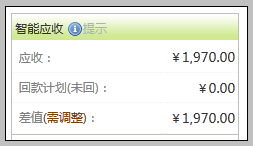 智能应收 提示
应收： ￥1,970.00
回款计划(未回)： ￥0.00
差值(需调整)： ￥1,970.00